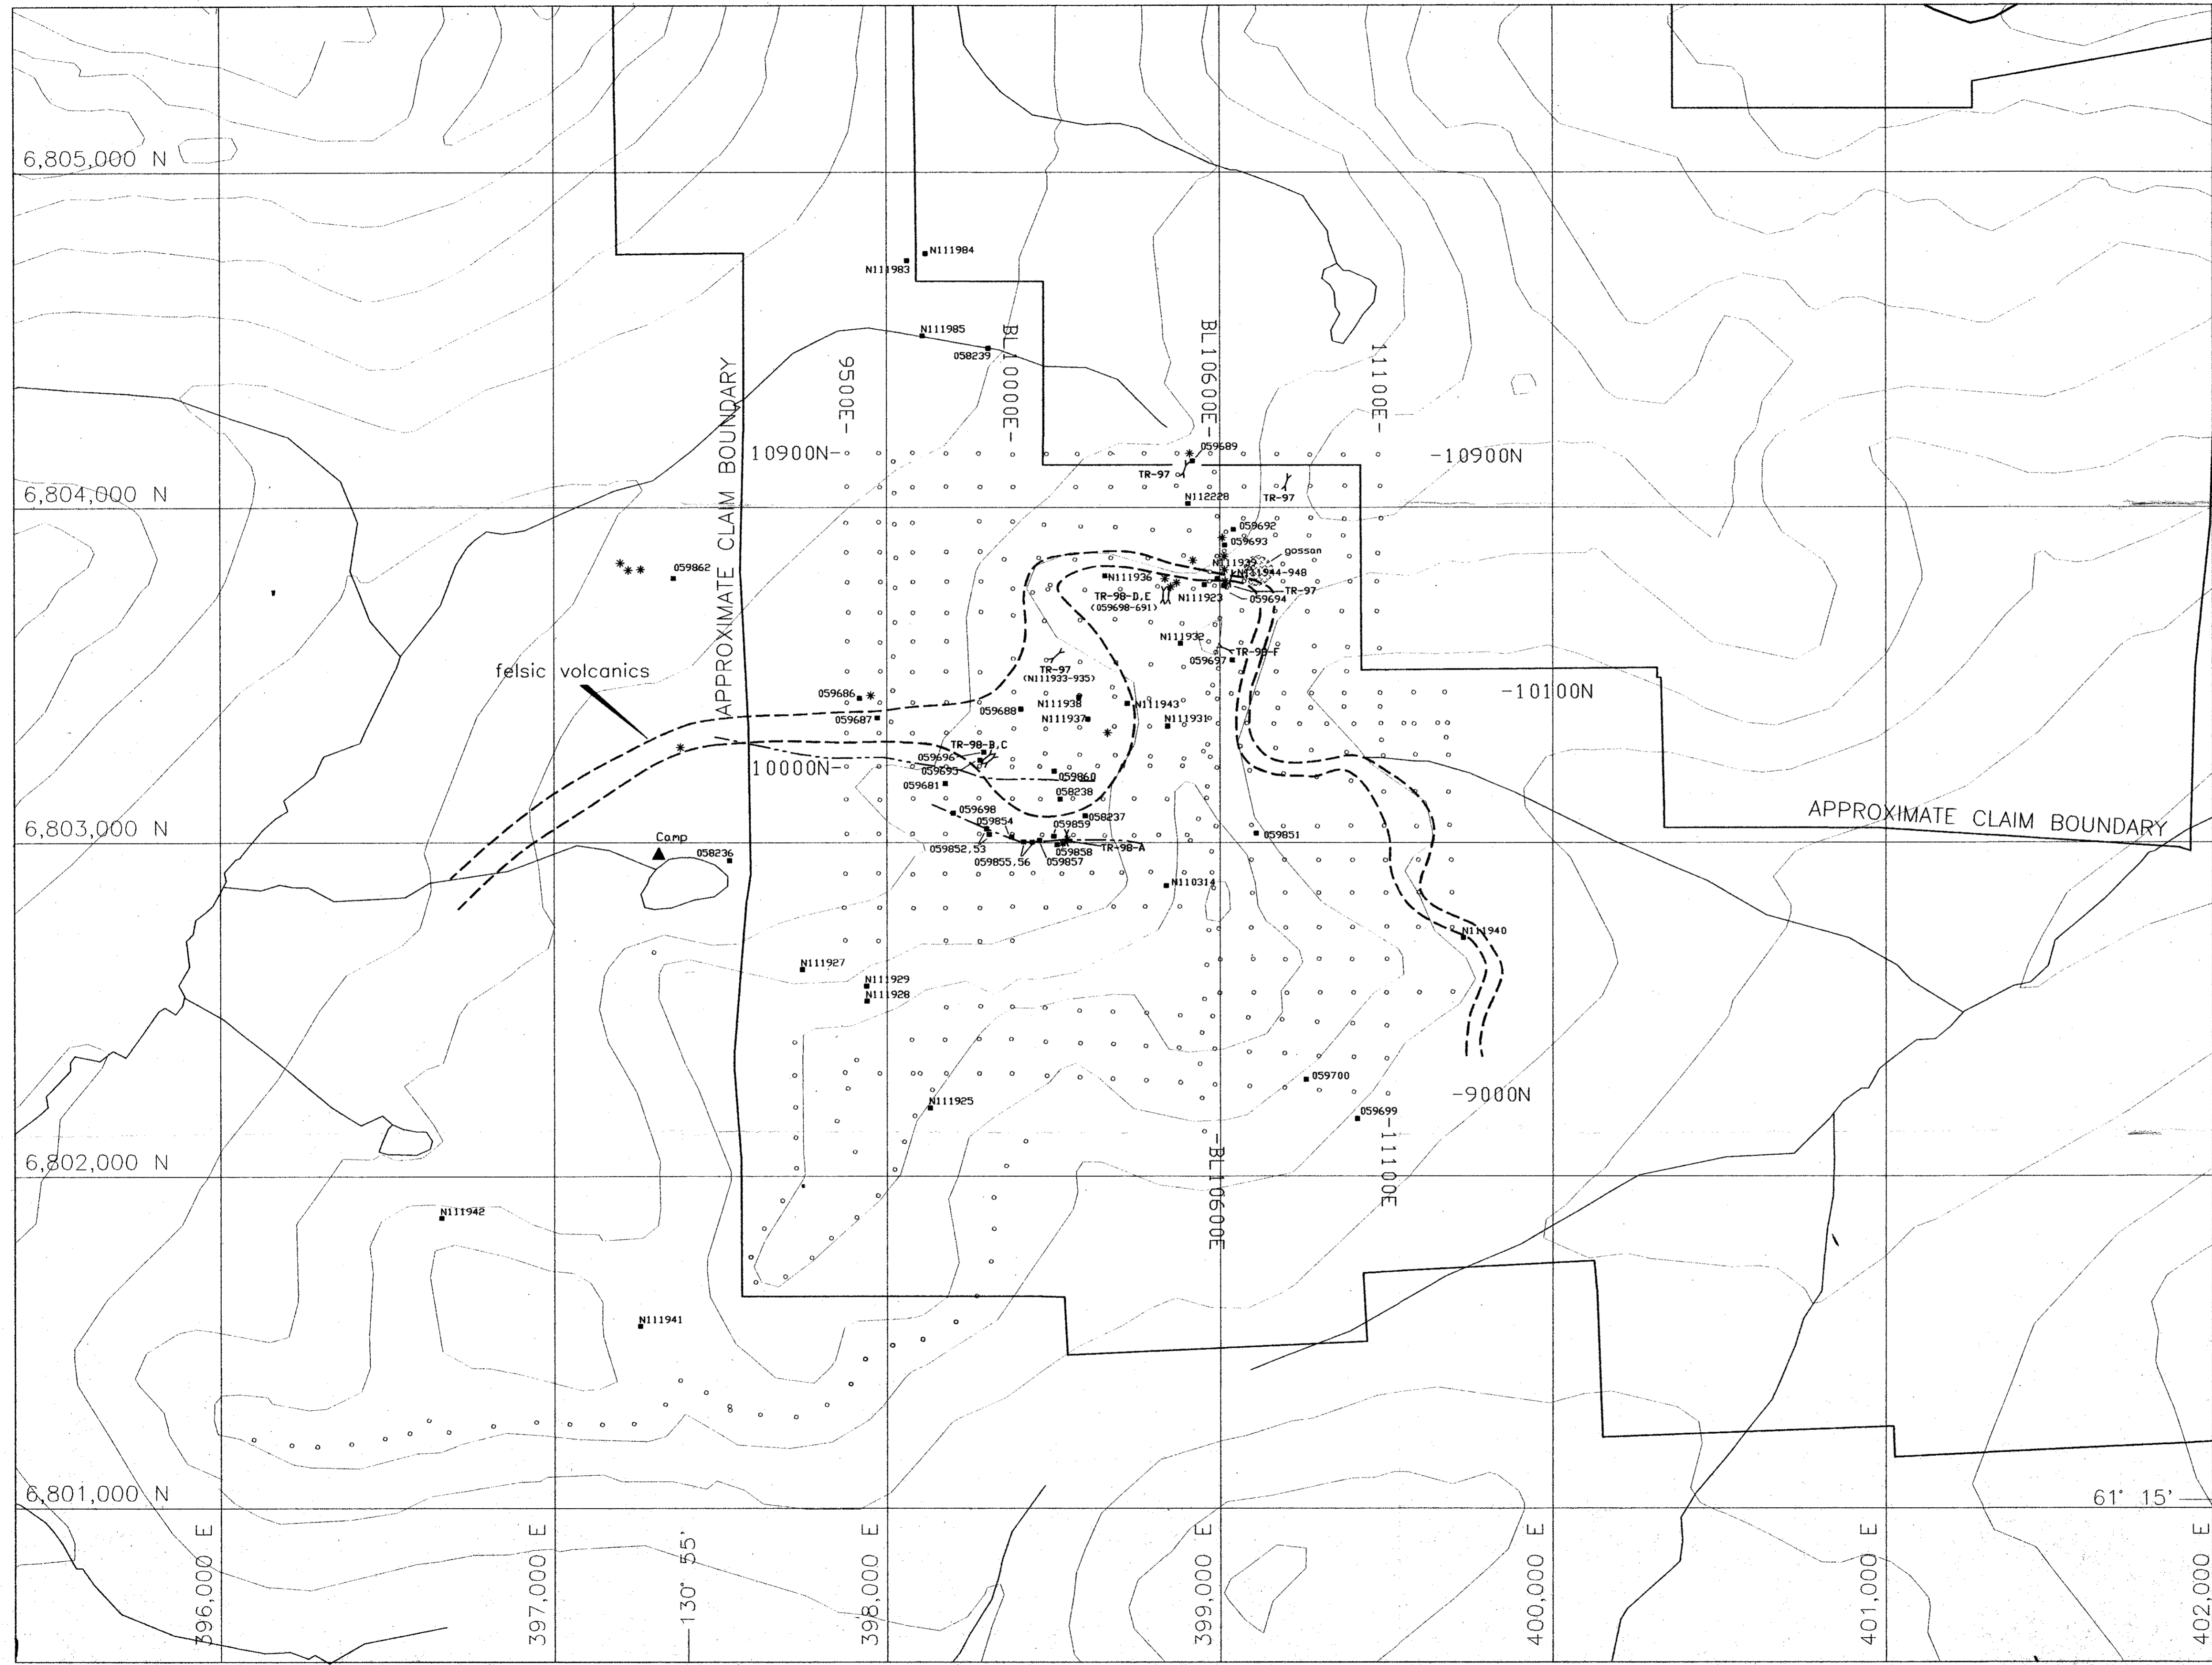 6,805,000 N
N111984
N111983
N111985
058239
BL10000E-
BL10600E-
11100E-
9500E-
APPROXIMATE CLAIM BOUNDARY
10900N-
059689
-10900N
TR-97
TR-97
6,804,000 N
N112228
059692
059693
gossan
N111939
N111944-948
059862
N111936
TR-97
TR-98-D,E
(059698-691)
N111923
059694
N111932
TR-98-F
059697
felsic volcanics
TR-97
(N111933-935)
059686
-10100N
N111938
N111943
059688
059687
N111937
N111931
TR-98-B,C
059696
10000N-
059695
059860
059681
058238
059698
058237
APPROXIMATE CLAIM BOUNDARY
6,803,000 N
059854
059859
059851
Camp
059852,53
TR-98-A
058236
059858
059855,56
059857
N110314
N111940
N111927
N111929
N111928
059700
-9000N
N111925
059699
-BL10600E
-11100E
6,802,000 N
N111942
N111941
6,801,000 N
61° 15'
396,000 E
397,000 E
130° 55'
398,000 E
399,000 E
400,000 E
401,000 E
402,000 E